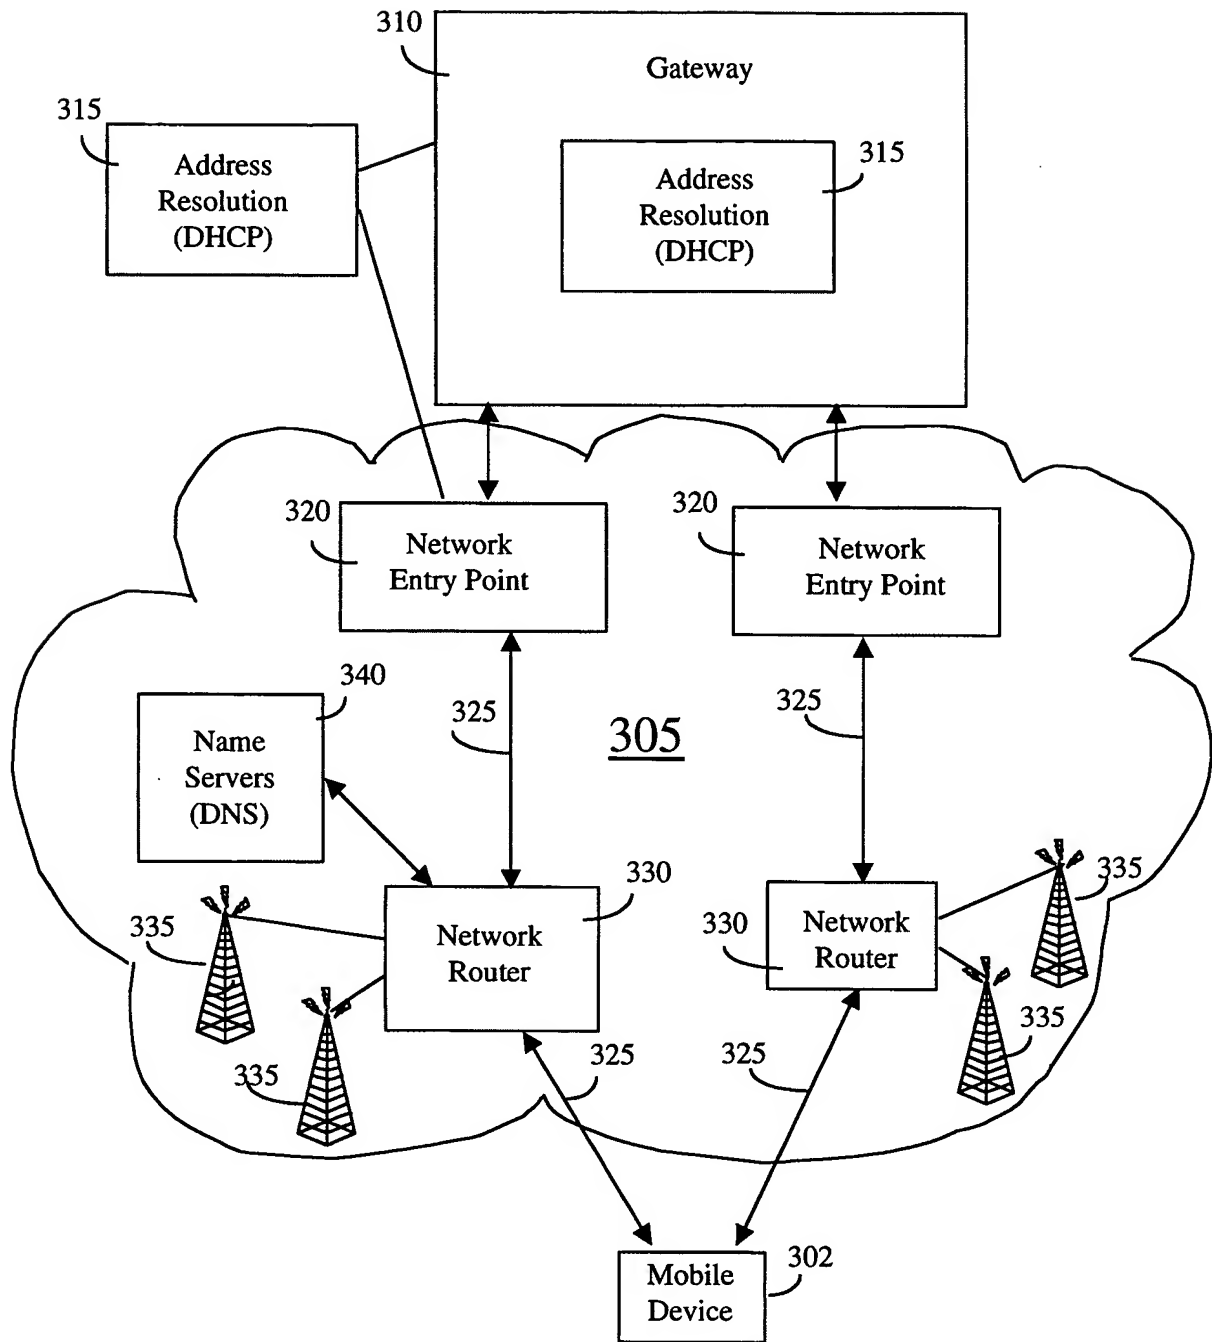 310
Gateway
315
Address
Resolution
(DHCP)
315
Address
Resolution
(DHCP)
320
Network
Entry Point
320
Network
Entry Point
340
Name
Servers
(DNS)
325
305
325
330
Network
Router
335
335
330
Network
Router
335
335
325
325
302
Mobile
Device